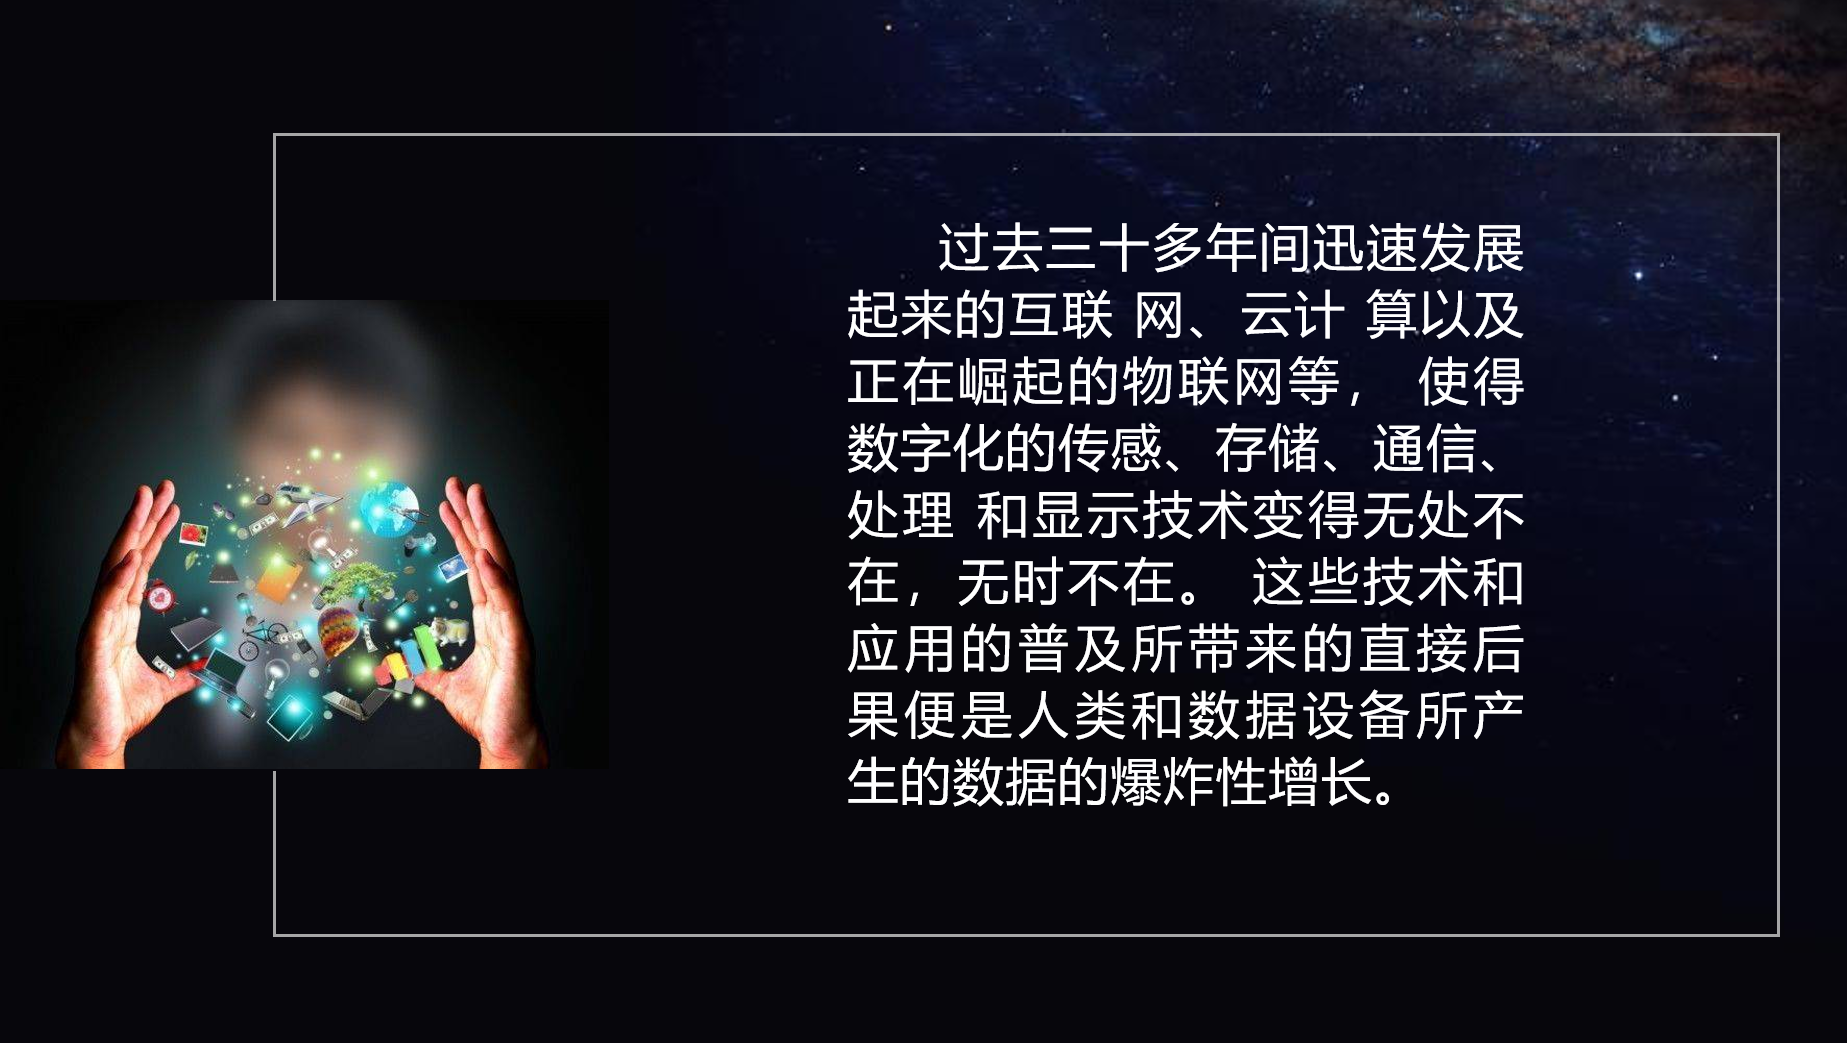 过去三十多年间迅速发展
起来的互联 网、云计 算以及
正在崛起的物联网等， 使得
数字化的传感、存储、通信、
处理 和显示技术变得无处不
在，无时不在。 这些技术和
应用的普及所带来的直接后
果便是人类和数据设备所产
生的数据的爆炸性增长。